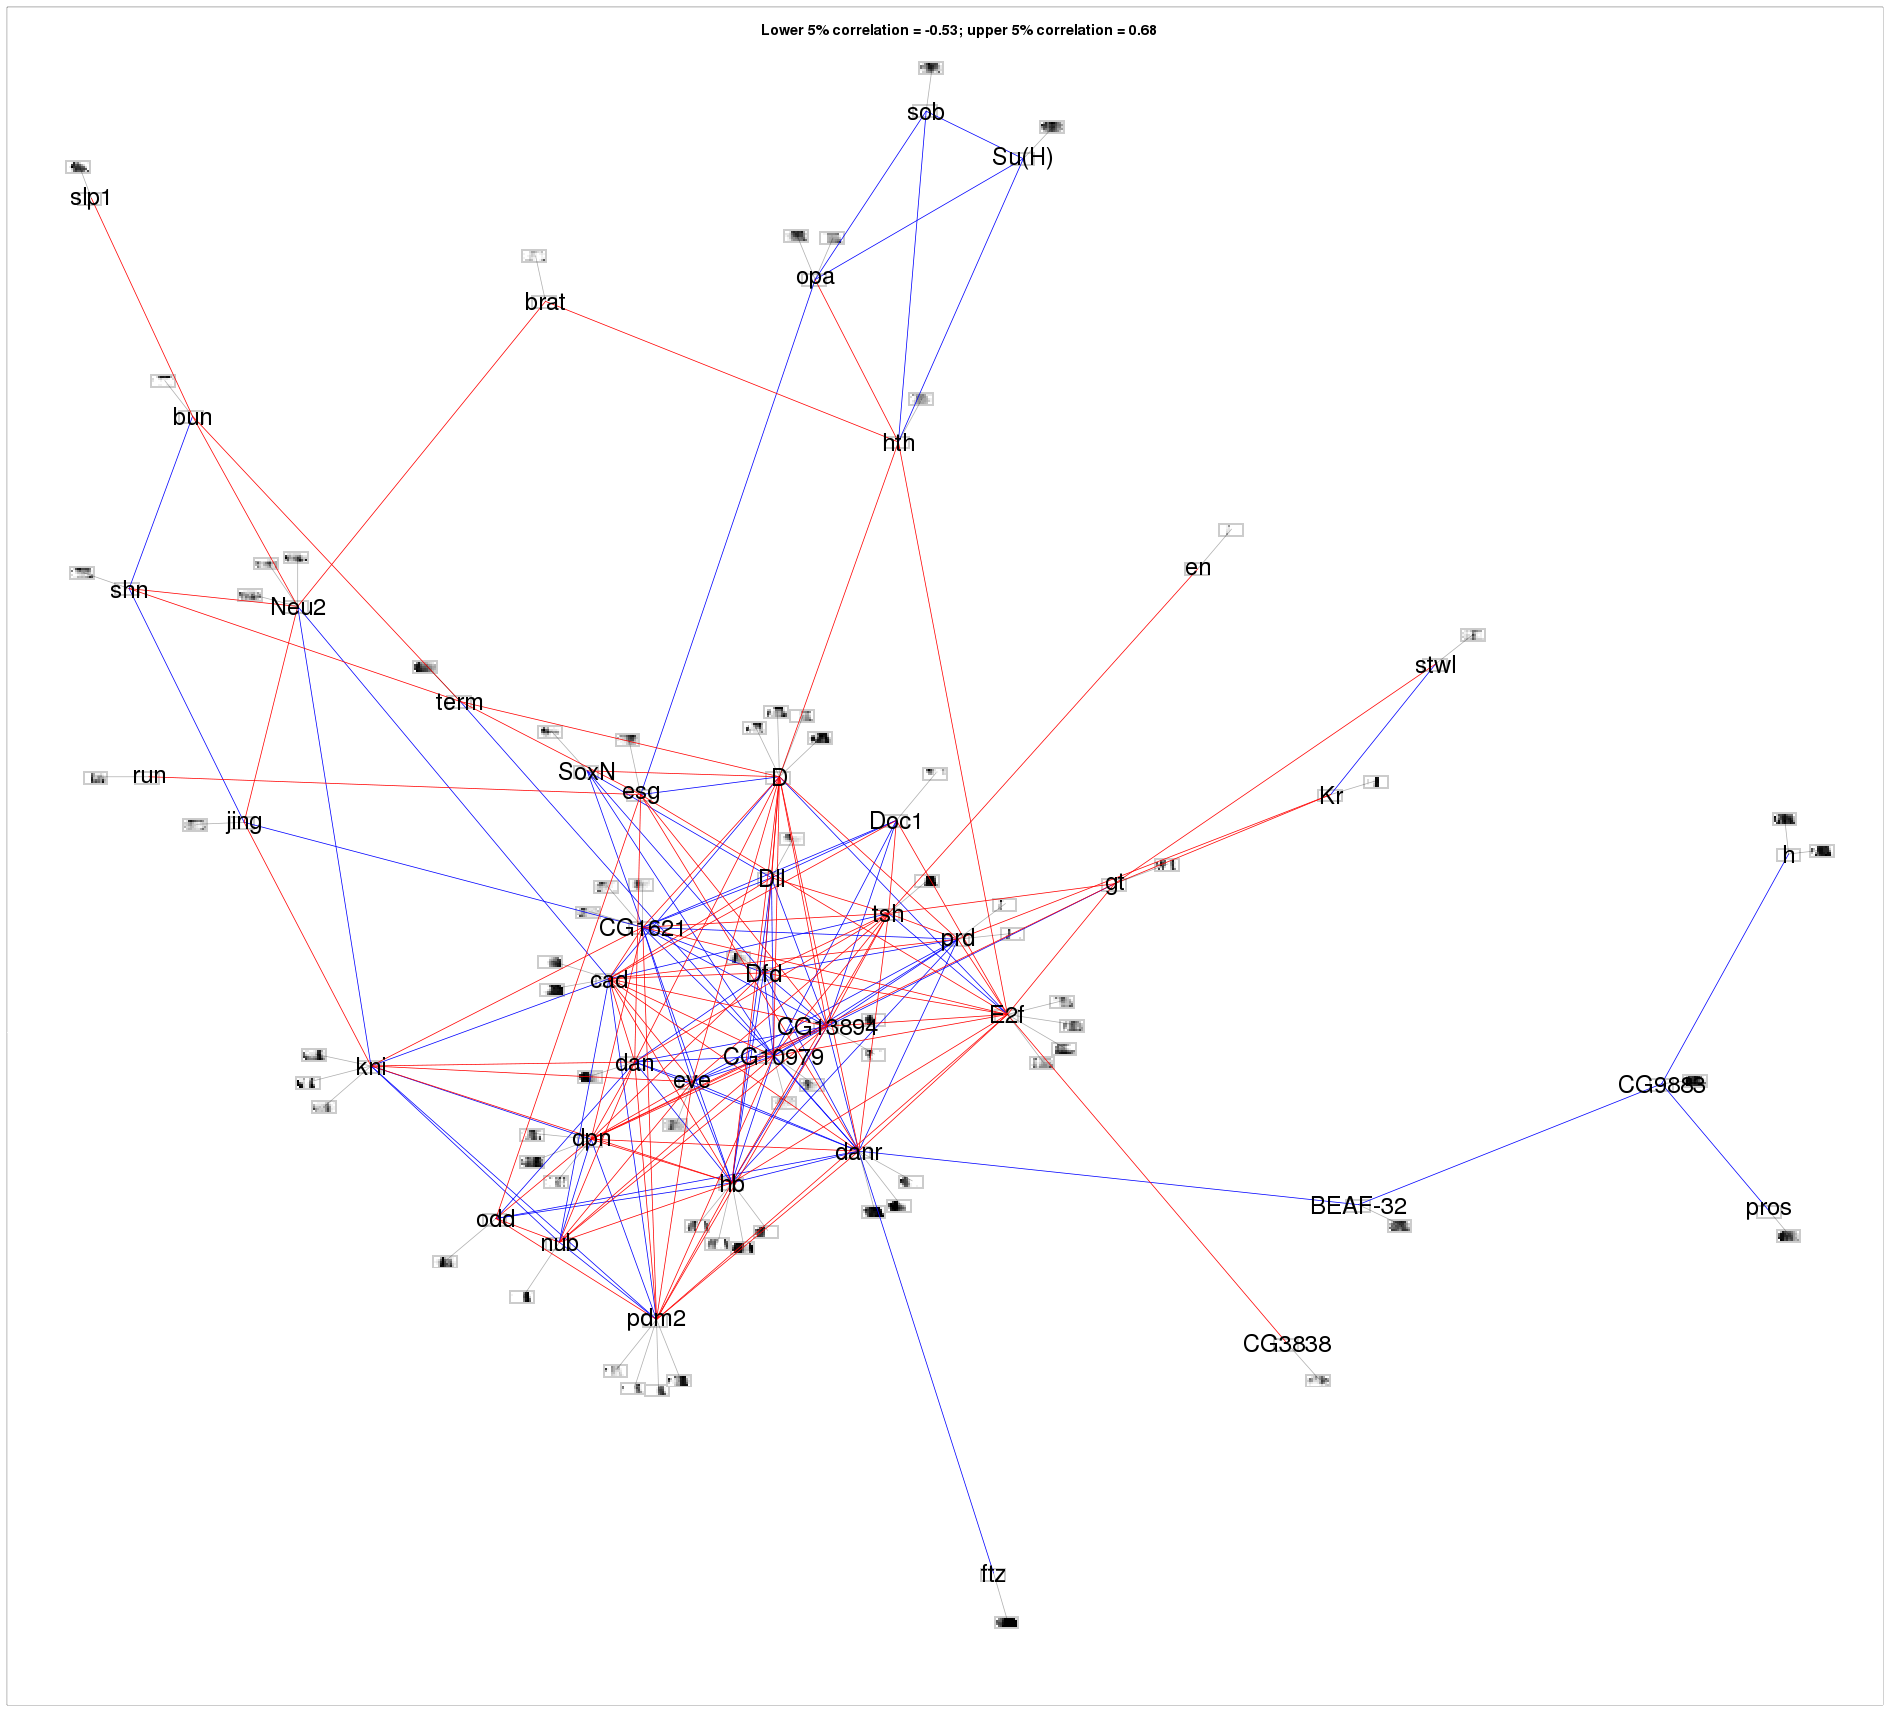 Lower 5% correlation = -0.53; upper 5% correlation = 0.68
sob
Su(H)
slp1
opa
brat
bun
hth
en
shn
Neu2
stwl
term
SoxN
D
run
esg
Kr
jing
Doc1
h
Dll
gt
tsh
CG1621
prd
Dfd
cad
E2f
CG13894
CG10979
dan
kni
eve
CG9883
dpn
danr
hb
BEAF-32
pros
odd
nub
pdm2
CG3838
ftz